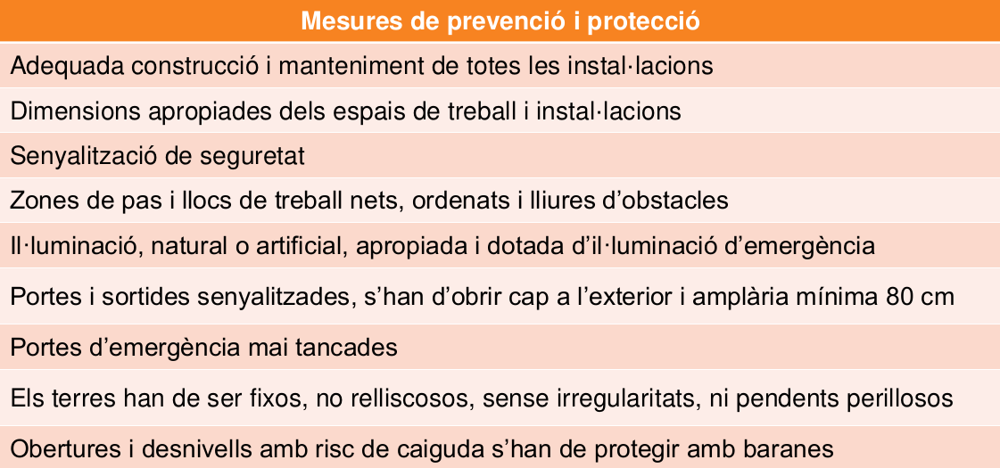 Mesures de prevenció i protecció
Adequada construcció i manteniment de totes les instal·lacions
Dimensions apropiades dels espais de treball i instal·lacions
Senyalització de seguretat
Zones de pas i llocs de treball nets, ordenats i lliures d’obstacles
Il·luminació, natural o artificial, apropiada i dotada d’il·luminació d’emergència
Portes i sortides senyalitzades, s’han d’obrir cap a l’exterior i amplària mínima 80 cm
Portes d’emergència mai tancades
Els terres han de ser fixos, no relliscosos, sense irregularitats, ni pendents perillosos
Obertures i desnivells amb risc de caiguda s’han de protegir amb baranes